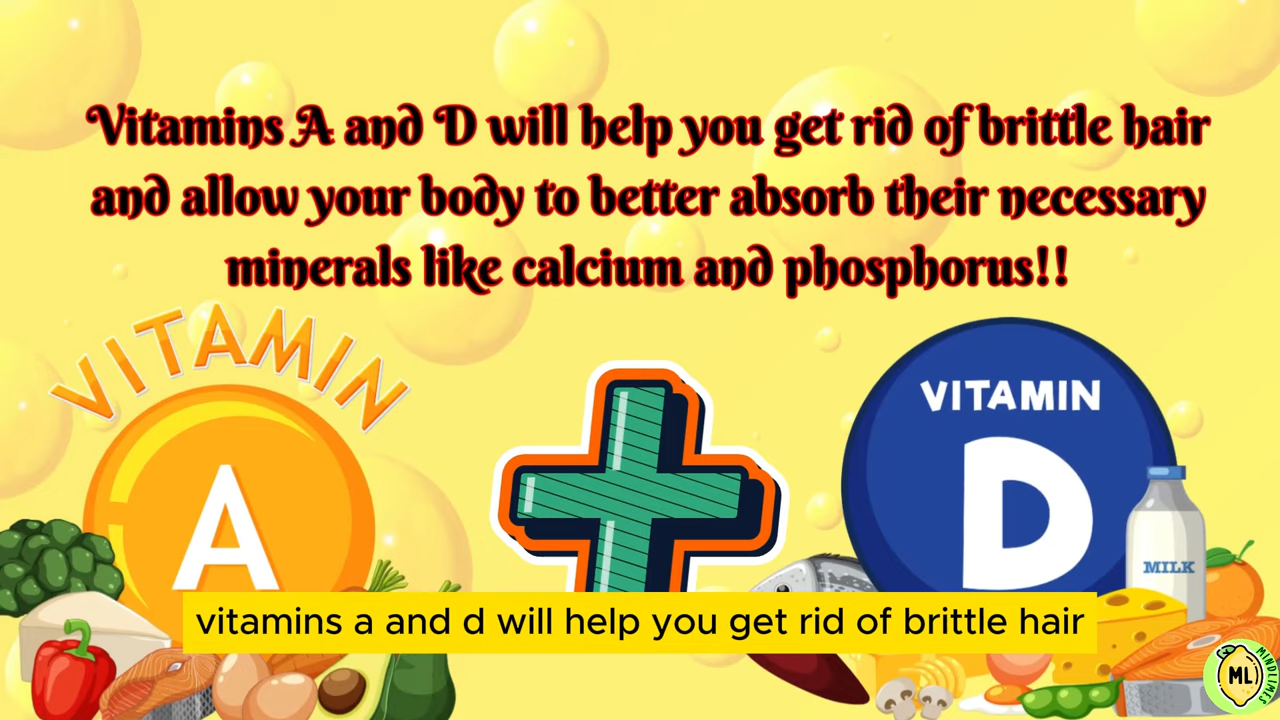 Vitamins A and D will help you get rid of brittle hair
and allow your body to better absorb their necessary
minerals like calcium and phosphorus!!
VITAMIN
A
VITAMIN
D
MILK
vitamins a and d will help you get rid of brittle hair
ML
MINDLIMES